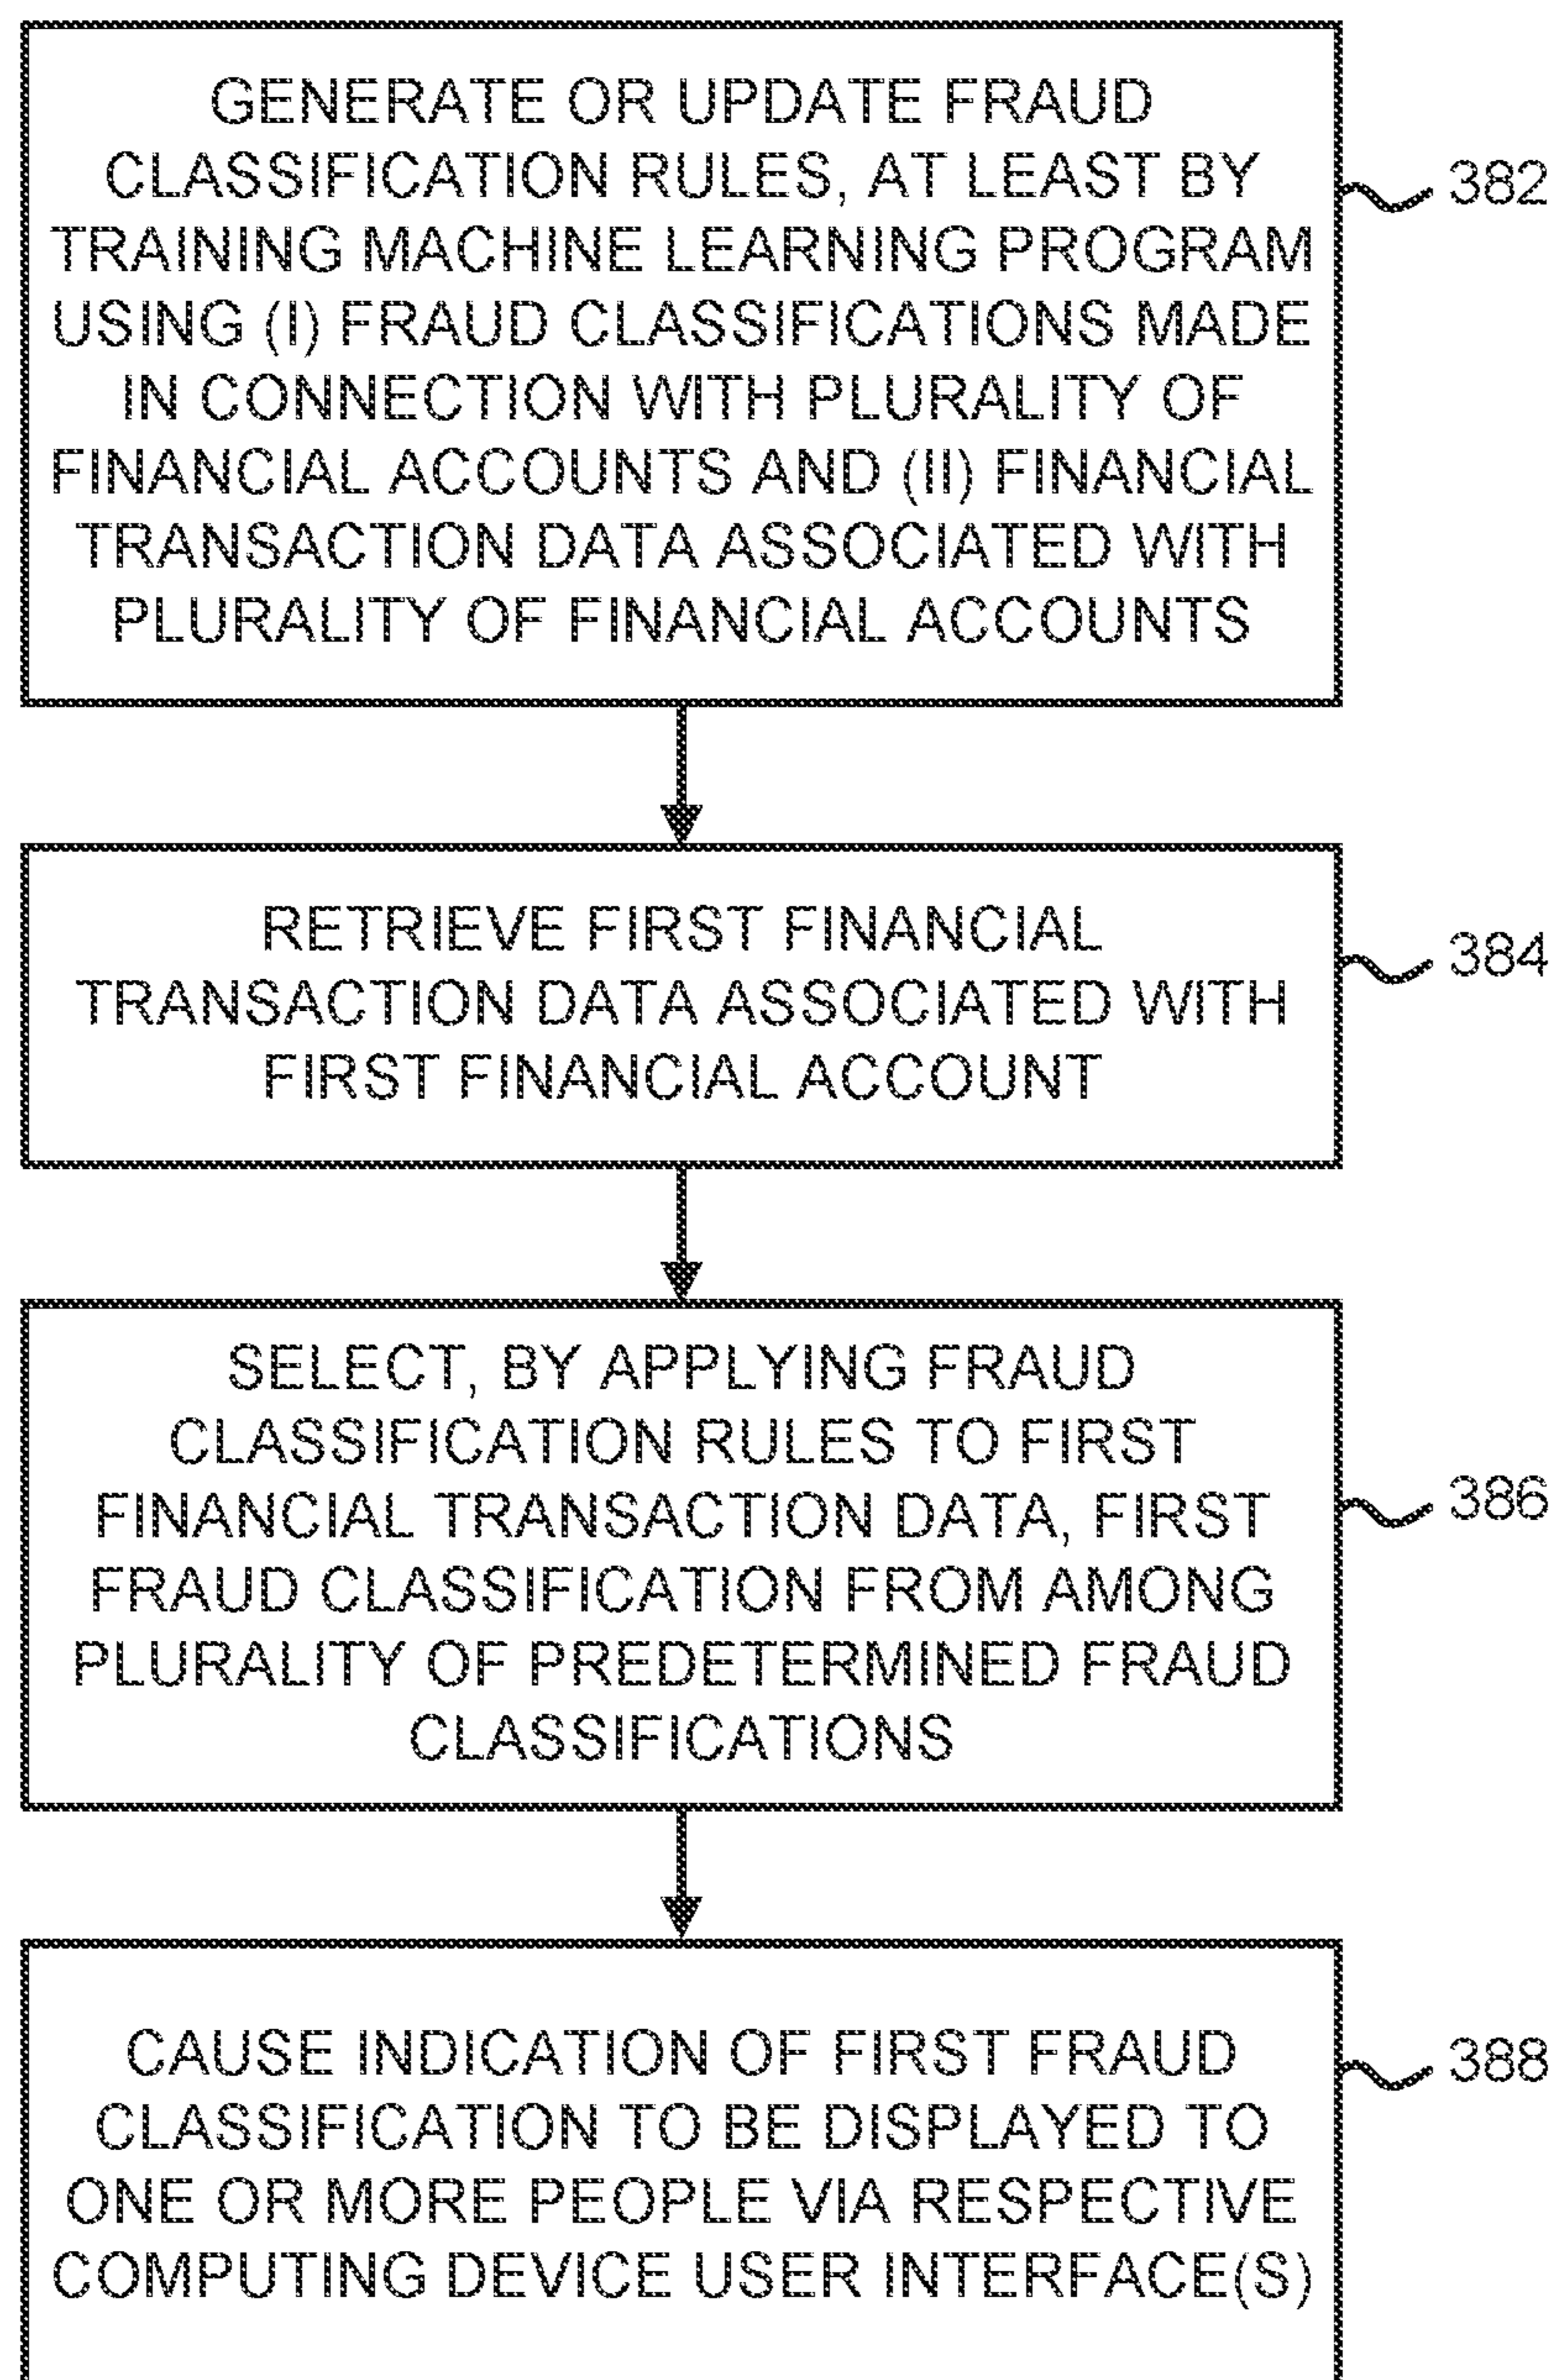 GENERATE OR UPDATE FRAUD
CLASSIFICATION RULES, AT LEAST BY
TRAINING MACHINE LEARNING PROGRAM
USING (I) FRAUD CLASSIFICATIONS MADE
IN CONNECTION WITH PLURALITY OF
FINANCIAL ACCOUNTS AND (II) FINANCIAL
TRANSACTION DATA ASSOCIATED WITH
PLURALITY OF FINANCIAL ACCOUNTS
382
RETRIEVE FIRST FINANCIAL
TRANSACTION DATA ASSOCIATED WITH
FIRST FINANCIAL ACCOUNT
384
SELECT, BY APPLYING FRAUD
CLASSIFICATION RULES TO FIRST
FINANCIAL TRANSACTION DATA, FIRST
FRAUD CLASSIFICATION FROM AMONG
PLURALITY OF PREDETERMINED FRAUD
CLASSIFICATIONS
386
CAUSE INDICATION OF FIRST FRAUD
CLASSIFICATION TO BE DISPLAYED TO
ONE OR MORE PEOPLE VIA RESPECTIVE
COMPUTING DEVICE USER INTERFACE(S)
388